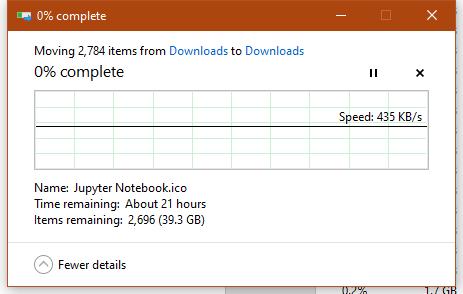 0% complete
Moving 2,784 items from Downloads to Downloads
0% complete
Speed: 435 KB/s
Name: Jupyter Notebook.ico
Time remaining: About 21 hours
Items remaining: 2,696 (39.3 GB)
Fewer details
0.2% 1.7 GB